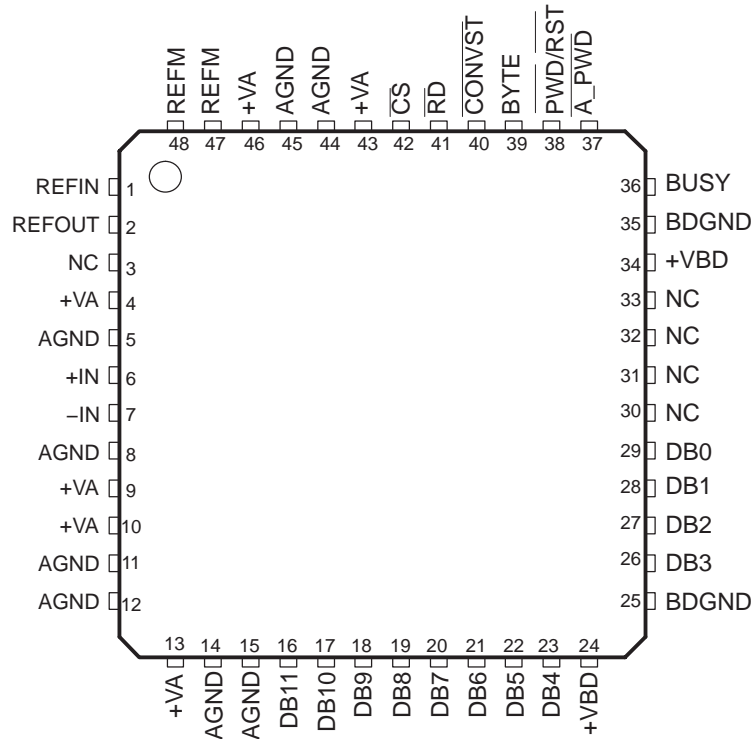 REFM
REFM
+VA
AGND
AGND
+VA
CS
RD
CONVST
BYTE
PWD/RST
A_PWD
48 47 46 45 44 43 42 41 40 39 38 37
REFIN 1
REFOUT 2
NC 3
+VA 4
AGND 5
+IN 6
−IN 7
AGND 8
+VA 9
+VA 10
AGND 11
AGND 12
36 BUSY
35 BDGND
34 +VBD
33 NC
32 NC
31 NC
30 NC
29 DB0
28 DB1
27 DB2
26 DB3
25 BDGND
13 14 15 16 17 18 19 20 21 22 23 24
+VA
AGND
AGND
DB11
DB10
DB9
DB8
DB7
DB6
DB5
DB4
+VBD